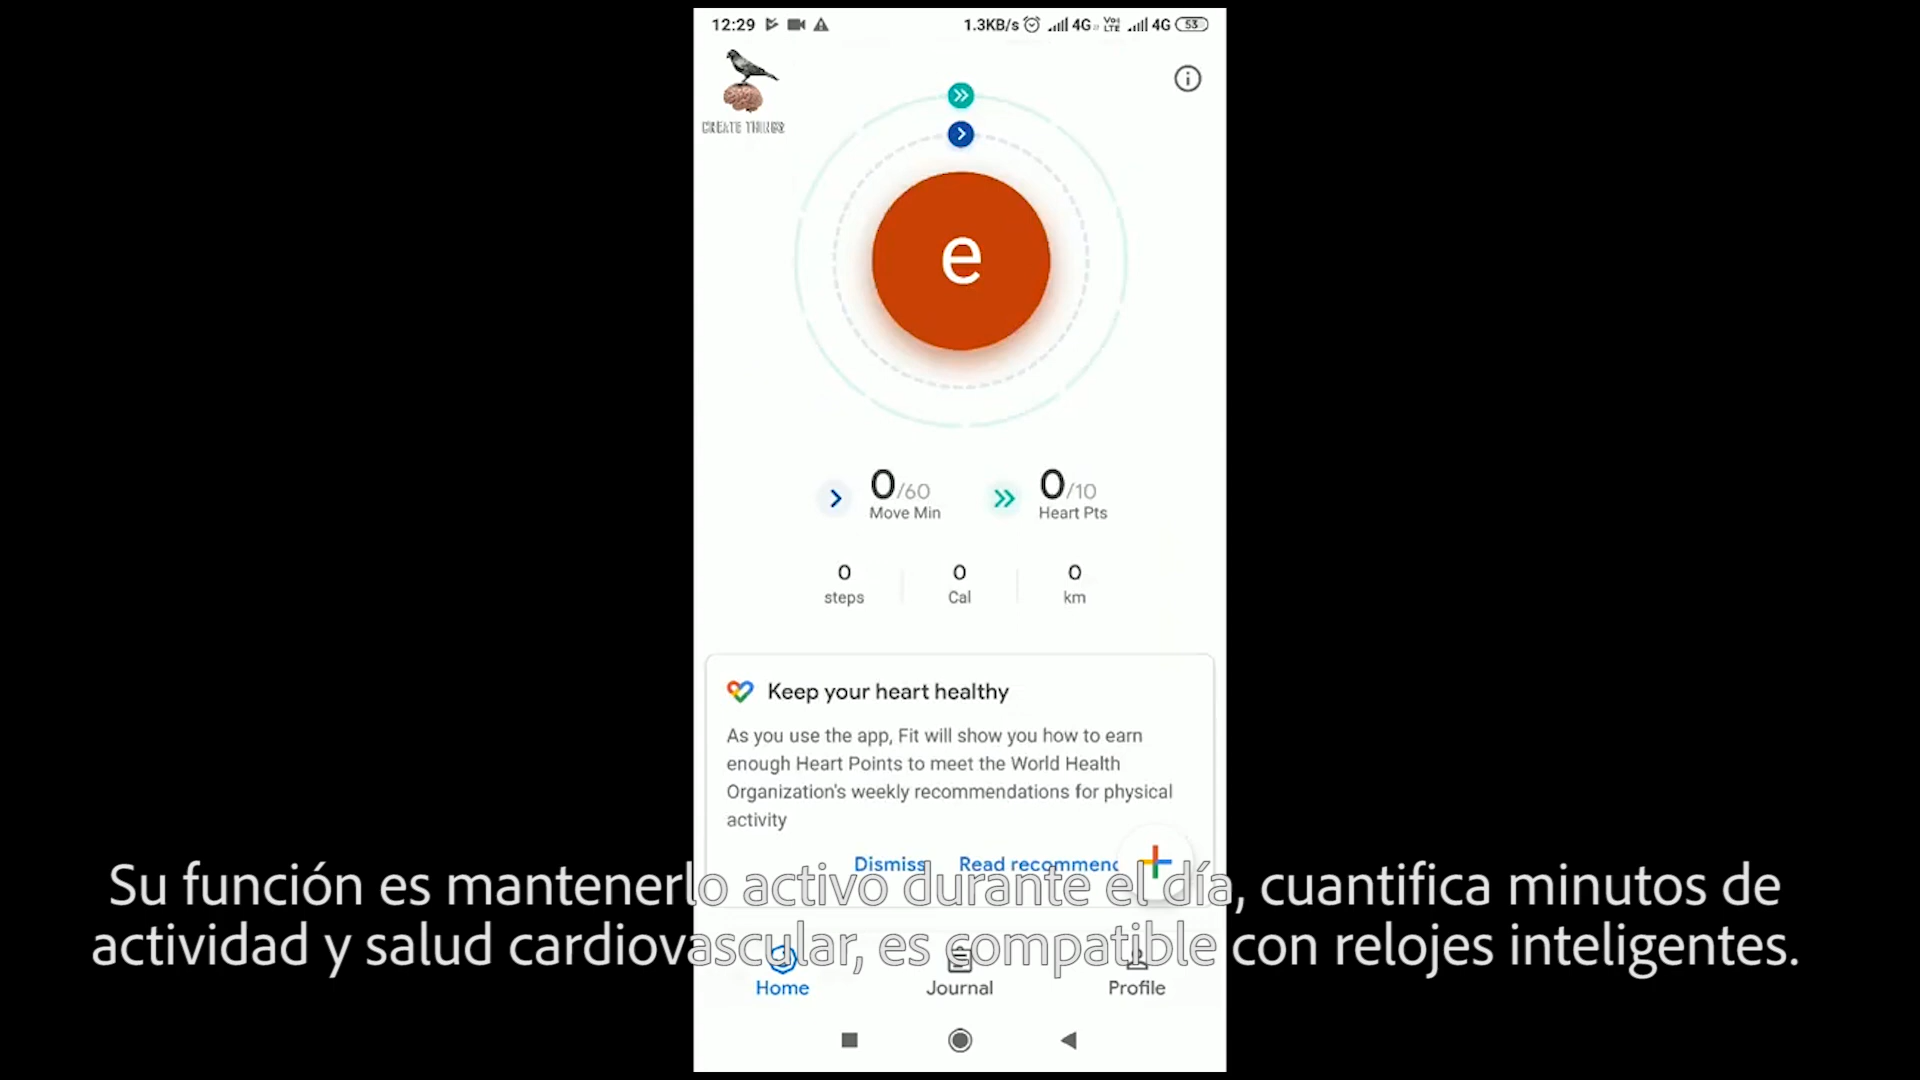 12:29 1.3KB/s 4G Vo) LTE 4G 53
CREATE THINGS
e
0/60 0/10
Move Min Heart Pts
0 0 0
steps Cal km
Keep your heart healthy
As you use the app, Fit will show you how to earn
enough Heart Points to meet the World Health
Organization's weekly recommendations for physical
activity
Dismiss Read recommend
Su función es mantenerlo activo durante el día, cuantifica minutos de
actividad y salud cardiovascular, es compatible con relojes inteligentes.
Home Journal Profile